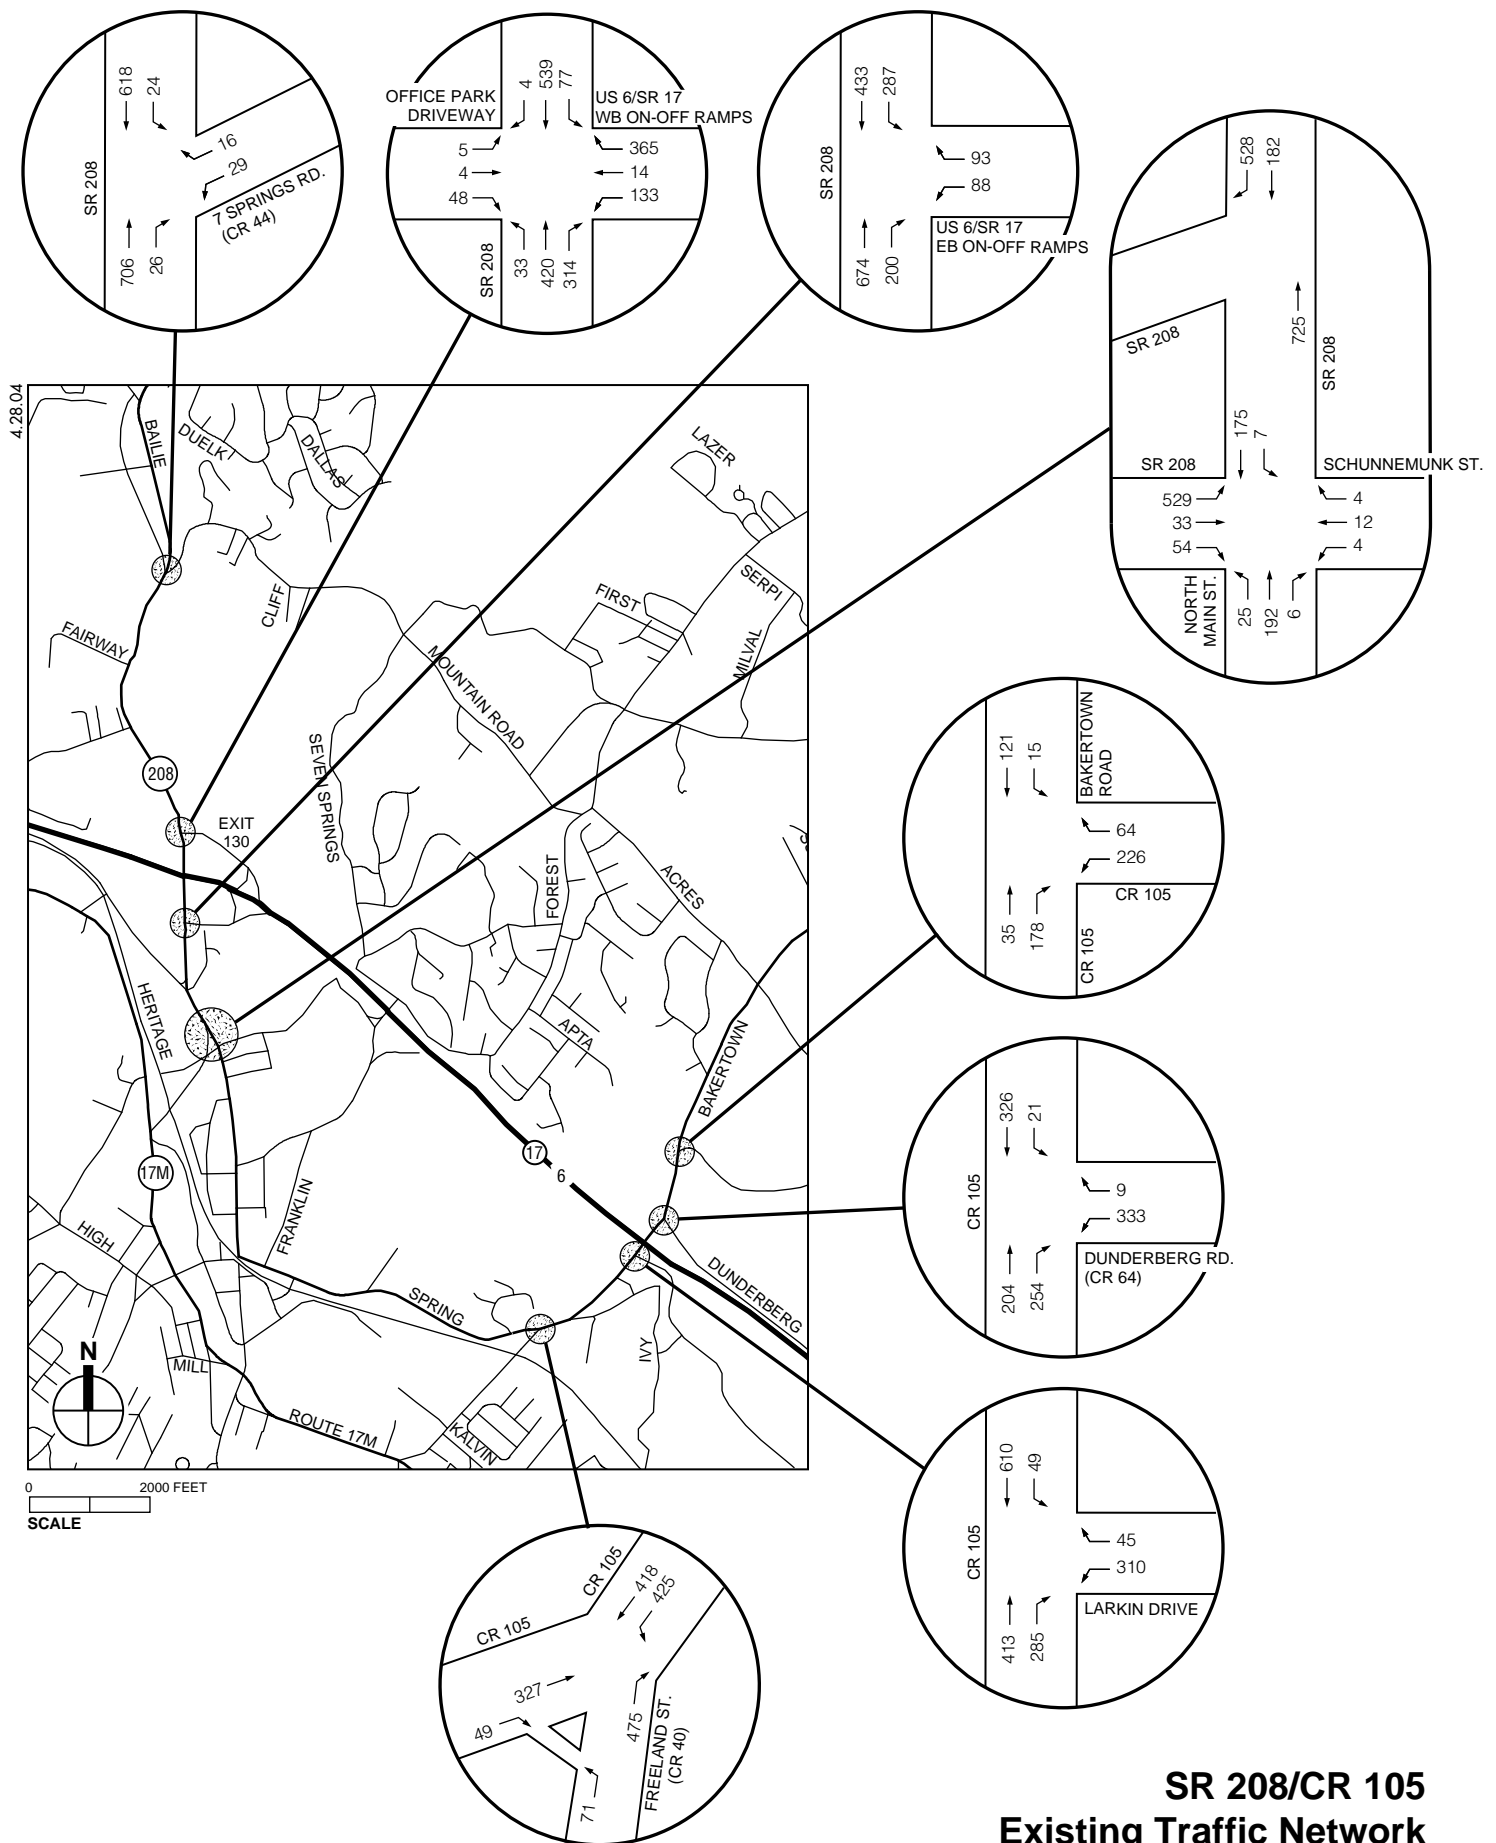 618
24
16
29
SR 208
7 SPRINGS RD.
(CR 44)
706
26
OFFICE PARK
DRIVEWAY
4
539
77
US 6/SR 17
WB ON-OFF RAMPS
5
4
48
365
14
133
SR 208
33
420
314
433
287
SR 208
93
88
US 6/SR 17
EB ON-OFF RAMPS
674
200
528
182
725
SR 208
SR 208
175
7
SR 208
SCHUNNEMUNK ST.
529
33
54
4
12
4
NORTH
MAIN ST.
25
192
6
4.28.04
BAILIE
DUELK
DALLAS
LAZER
CLIFF
FIRST
SERPI
MILVAL
FAIRWAY
MOUNTAIN ROAD
SEVEN SPRINGS
208
EXIT
130
FOREST
ACRES
HERITAGE
APTA
BAKERTOWN
17
6
17M
FRANKLIN
HIGH
SPRING
DUNDERBERG
IVY
MILL
N
ROUTE 17M
KALVIN
0
2000 FEET
SCALE
121
15
BAKERTOWN
ROAD
64
226
CR 105
35
178
CR 105
326
21
CR 105
9
333
DUNDERBERG RD.
(CR 64)
204
254
610
49
CR 105
45
310
LARKIN DRIVE
413
285
CR 105
CR 105
418
425
327
49
475
71
FREELAND ST.
(CR 40)
SR 208/CR 105
Existing Traffic Network